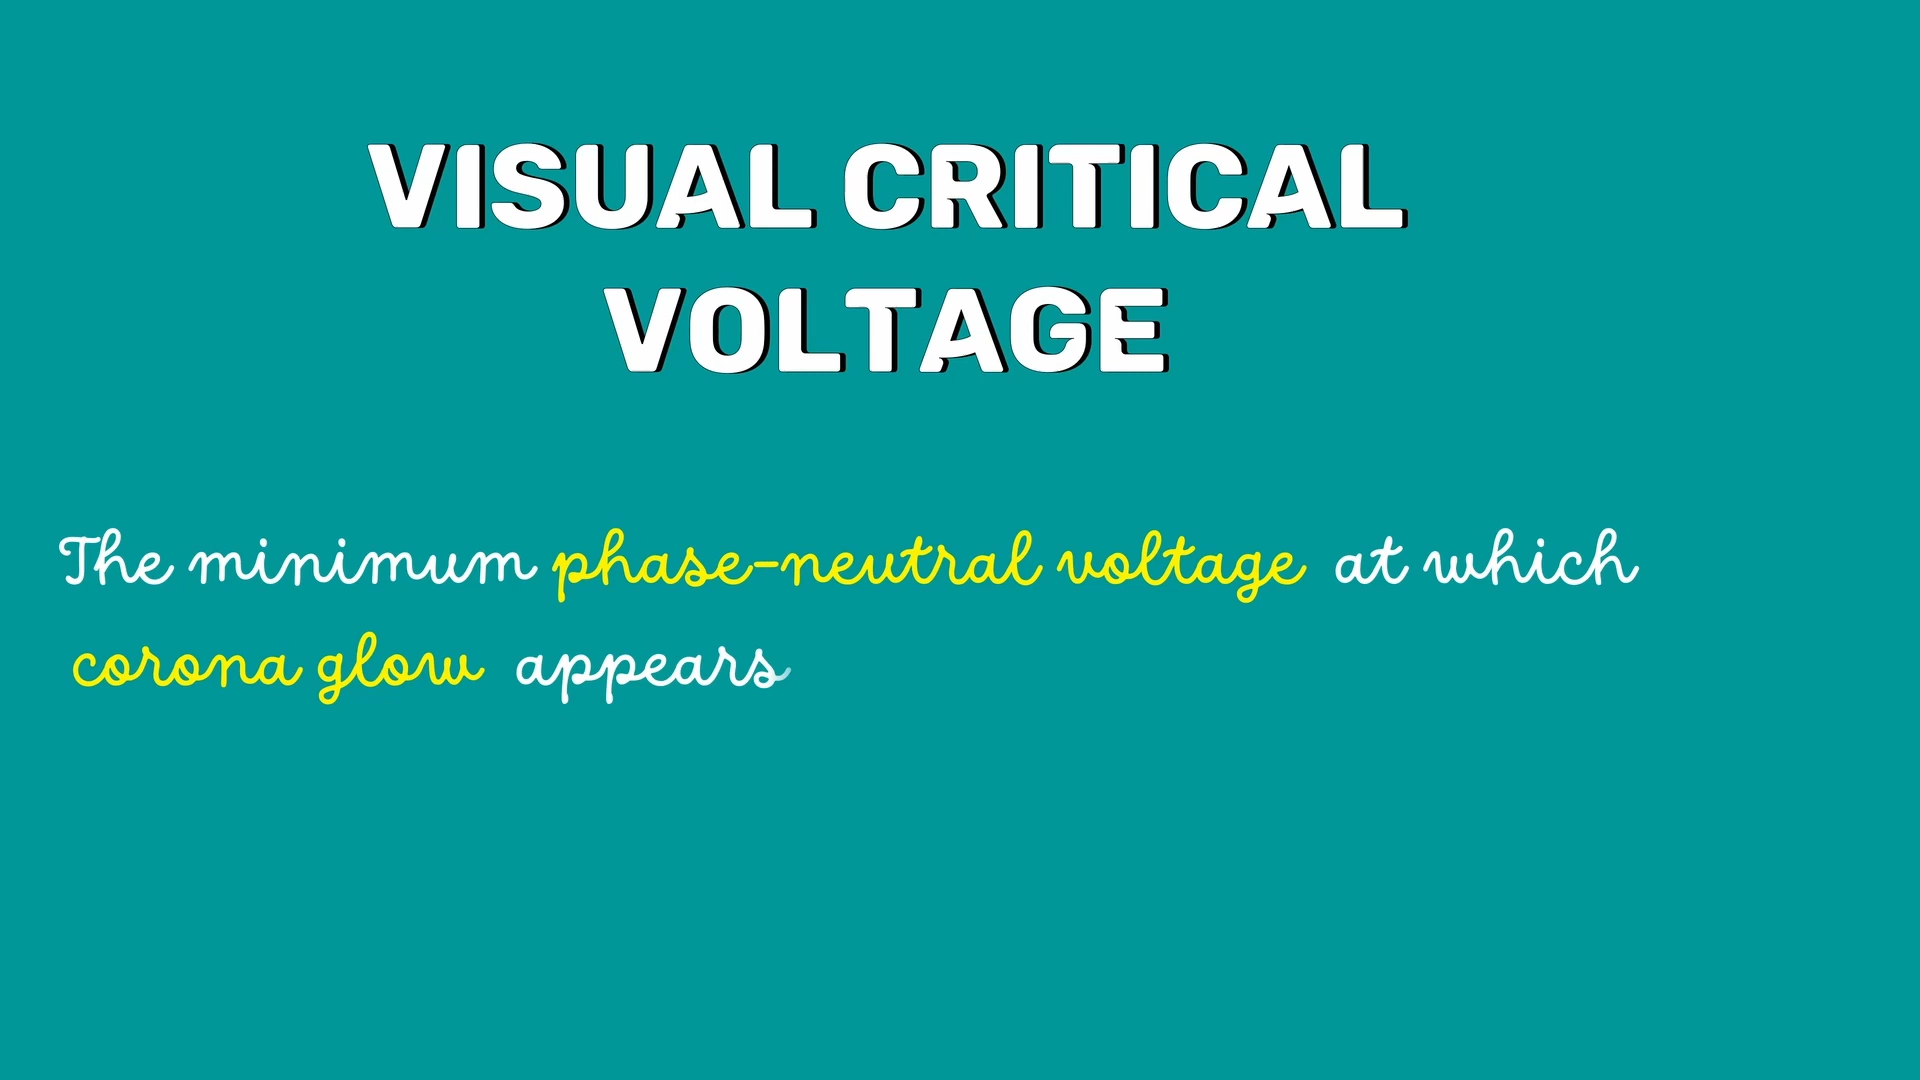 VISUAL CRITICAL
VOLTAGE
The minimum phase-neutral voltage at which
corona glow appears